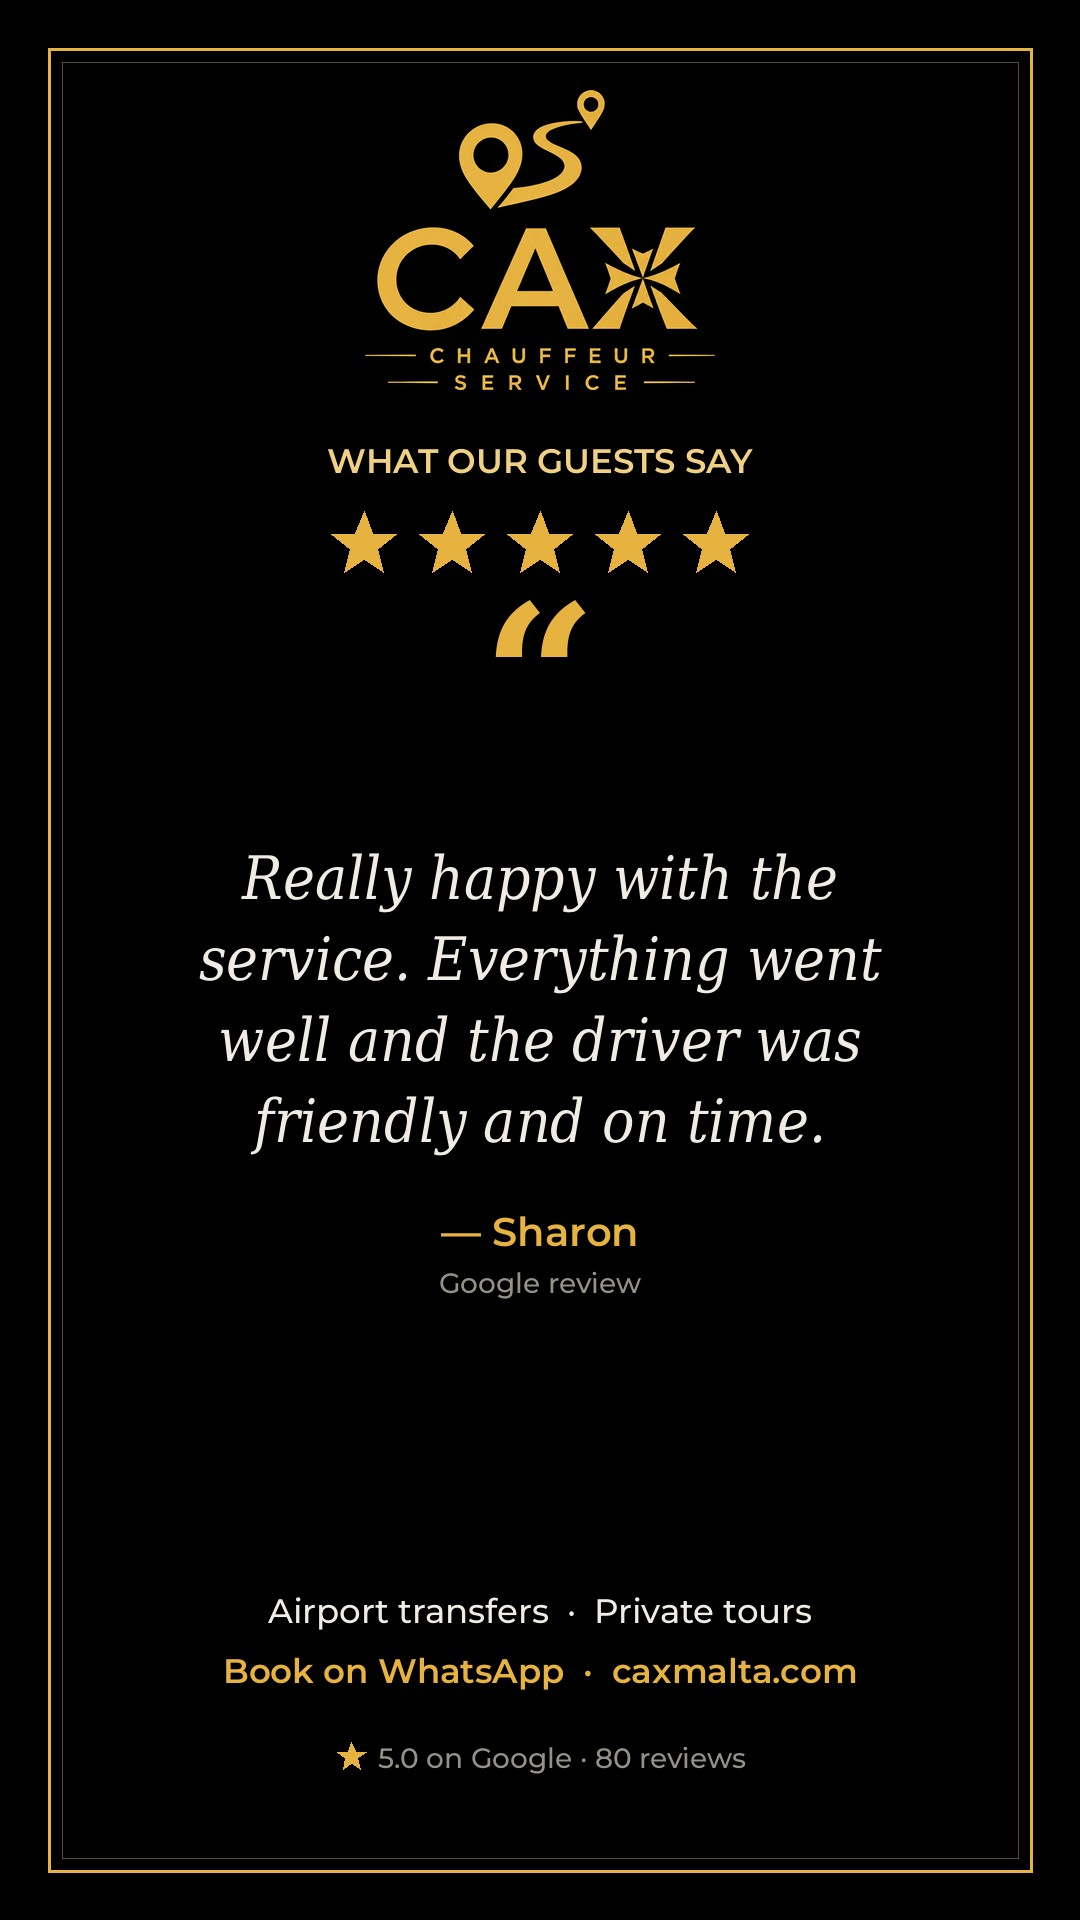 CAX
CHAUFFEUR
SERVICE
WHAT OUR GUESTS SAY
“
Really happy with the
service. Everything went
well and the driver was
friendly and on time.
— Sharon
Google review
Airport transfers · Private tours
Book on WhatsApp · caxmalta.com
★ 5.0 on Google · 80 reviews